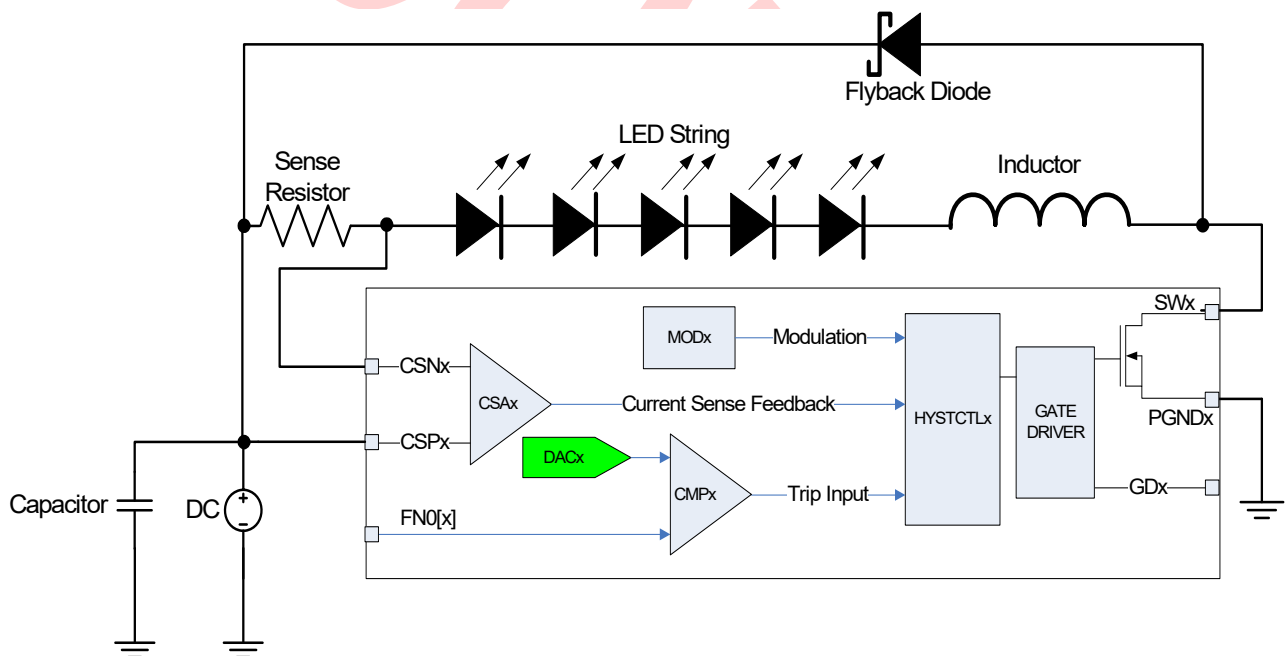 Flyback Diode
LED String
Sense
Resistor
Inductor
SWx
MODx
Modulation
CSNx
CSAx
Current Sense Feedback
HYSTCTLx
GATE
DRIVER
PGNDx
CSPx
DACx
CMPx
Trip Input
GDx
Capacitor
DC
+
−
FN0[x]